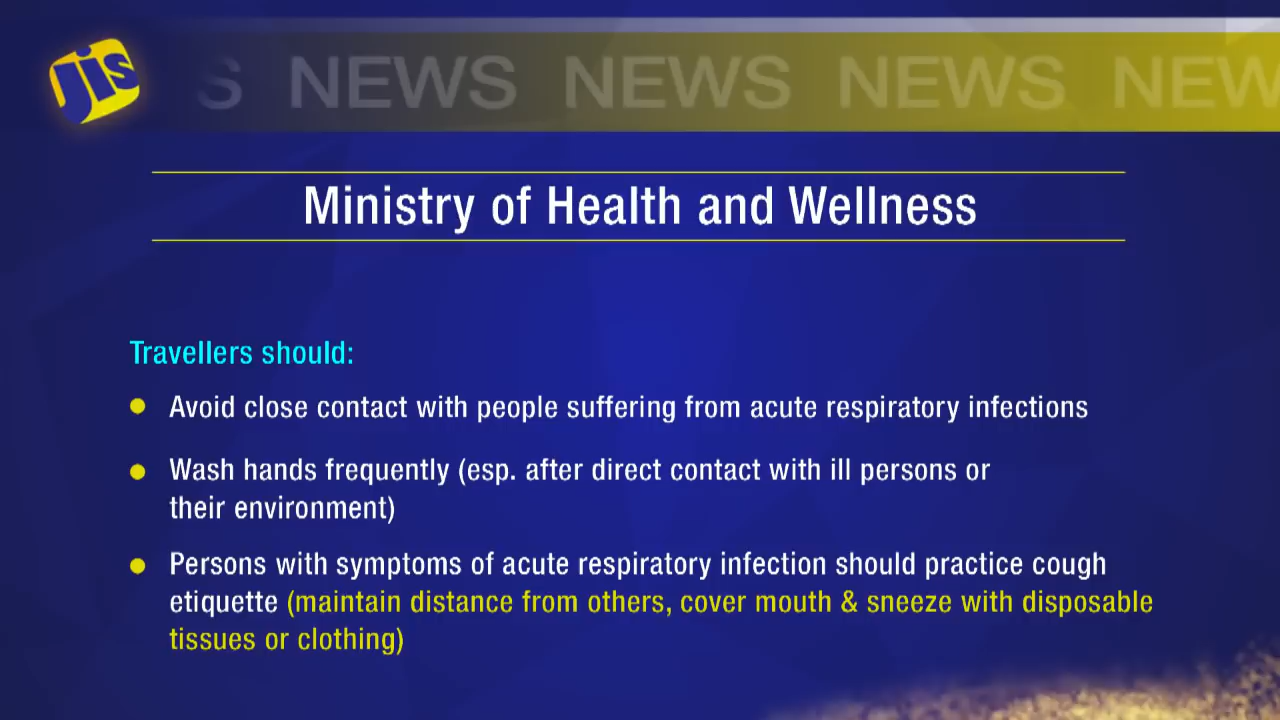 jis
S NEWS NEWS NEWS NEW
Ministry of Health and Wellness
Travellers should:
Avoid close contact with people suffering from acute respiratory infections
Wash hands frequently (esp. after direct contact with ill persons or
their environment)
Persons with symptoms of acute respiratory infection should practice cough
etiquette (maintain distance from others, cover mouth & sneeze with disposable
tissues or clothing)